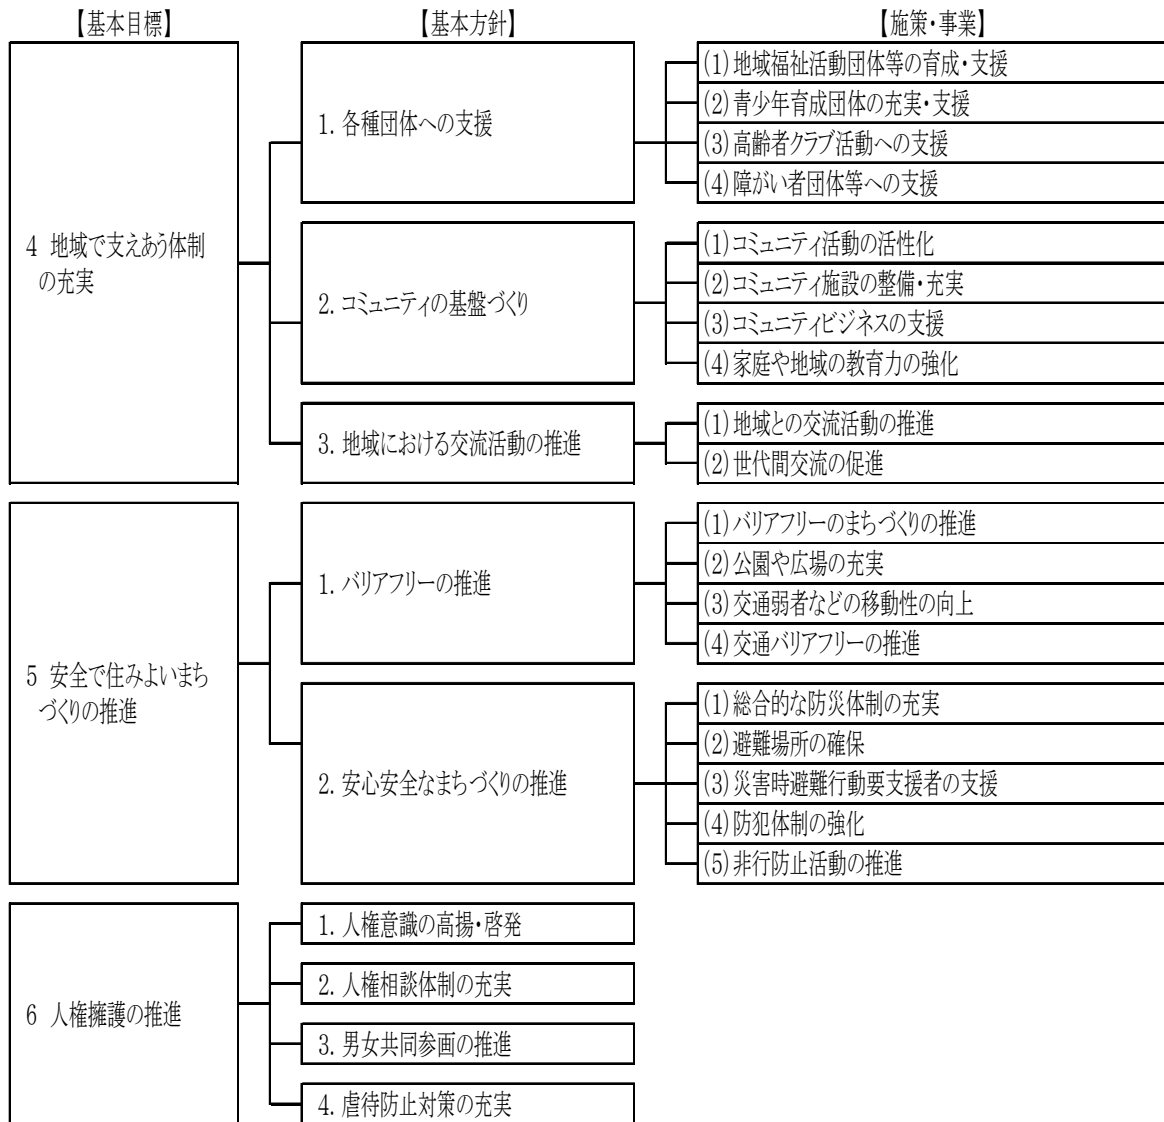 【基本目標】
【基本方針】
【施策・事業】
4 地域で支えあう体制
の充実
1. 各種団体への支援
(1)地域福祉活動団体等の育成・支援
(2)青少年育成団体の充実・支援
(3)高齢者クラブ活動への支援
(4)障がい者団体等への支援
2. コミュニティの基盤づくり
(1)コミュニティ活動の活性化
(2)コミュニティ施設の整備・充実
(3)コミュニティビジネスの支援
(4)家庭や地域の教育力の強化
3. 地域における交流活動の推進
(1)地域との交流活動の推進
(2)世代間交流の促進
5 安全で住みよいまち
づくりの推進
1. バリアフリーの推進
(1)バリアフリーのまちづくりの推進
(2)公園や広場の充実
(3)交通弱者などの移動性の向上
(4)交通バリアフリーの推進
2. 安心安全なまちづくりの推進
(1)総合的な防災体制の充実
(2)避難場所の確保
(3)災害時避難行動要支援者の支援
(4)防犯体制の強化
(5)非行防止活動の推進
6 人権擁護の推進
1. 人権意識の高揚・啓発
2. 人権相談体制の充実
3. 男女共同参画の推進
4. 虐待防止対策の充実